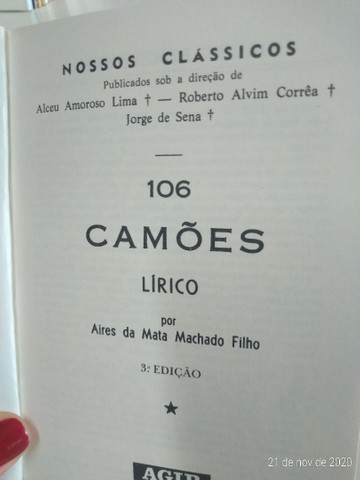 NOSSOS CLÁSSICOS
Publicados sob a direção de
Alceu Amoroso Lima † — Roberto Alvim Corrêa †
Jorge de Sena †
106
CAMÕES
LÍRICO
por
Aires da Mata Machado Filho
3.ª EDIÇÃO
AGIR
21 de nov de 2020